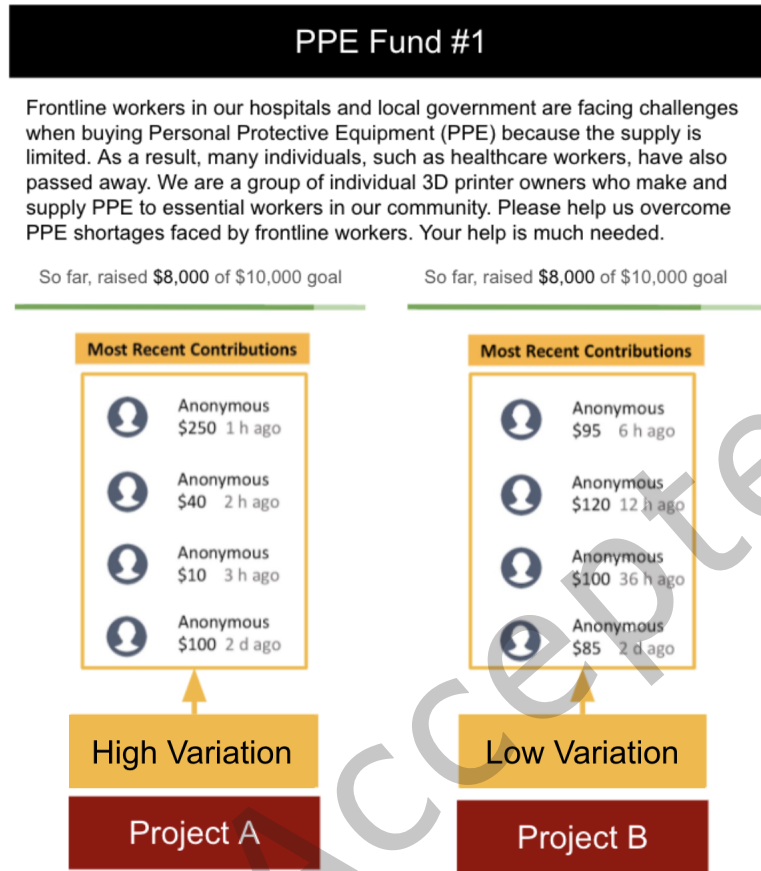 PPE Fund #1
Frontline workers in our hospitals and local government are facing challenges
when buying Personal Protective Equipment (PPE) because the supply is
limited. As a result, many individuals, such as healthcare workers, have also
passed away. We are a group of individual 3D printer owners who make and
supply PPE to essential workers in our community. Please help us overcome
PPE shortages faced by frontline workers. Your help is much needed.
So far, raised $8,000 of $10,000 goal
Most Recent Contributions
Anonymous
$250 1 h ago
Anonymous
$40 2 h ago
Anonymous
$10 3 h ago
Anonymous
$100 2 d ago
High Variation
Project A
So far, raised $8,000 of $10,000 goal
Most Recent Contributions
Anonymous
$95 6 h ago
Anonymous
$120 12 h ago
Anonymous
$100 36 h ago
Anonymous
$85 2 d ago
Low Variation
Project B
Accepte